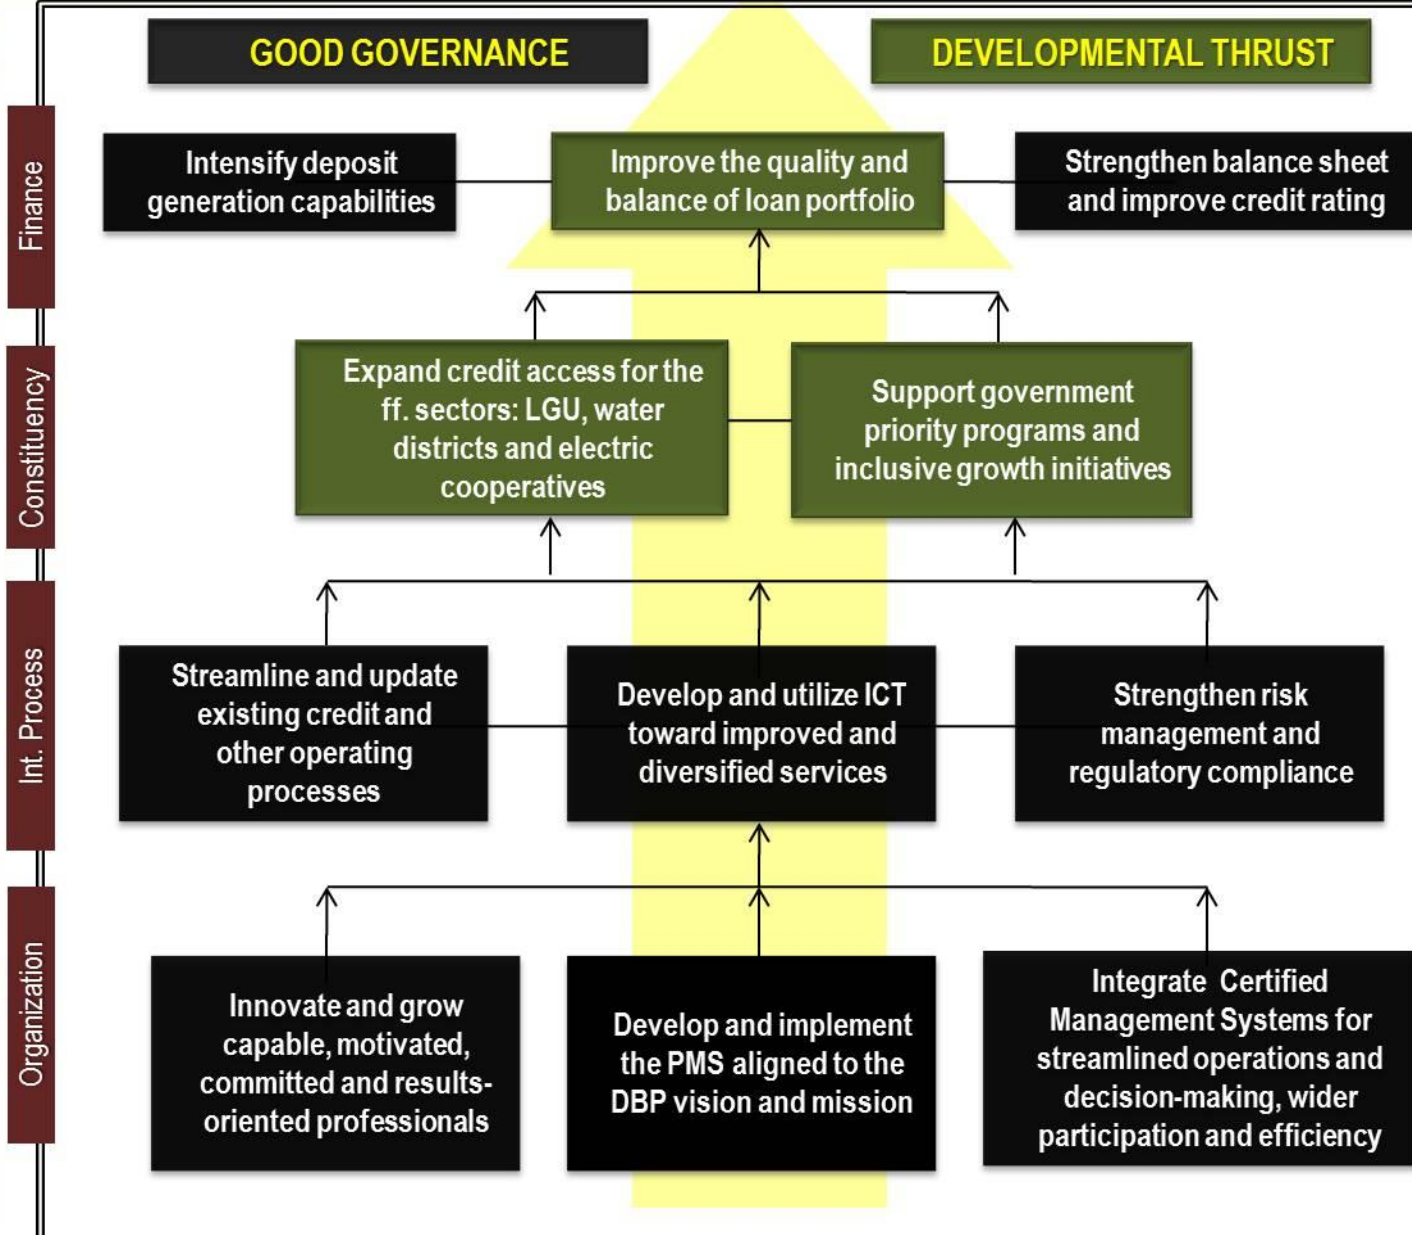 GOOD GOVERNANCE
DEVELOPMENTAL THRUST
Finance
Intensify deposit
generation capabilities
Improve the quality and
balance of loan portfolio
Strengthen balance sheet
and improve credit rating
Constituency
Expand credit access for the
ff. sectors: LGU, water
districts and electric
cooperatives
Support government
priority programs and
inclusive growth initiatives
Int. Process
Streamline and update
existing credit and
other operating
processes
Develop and utilize ICT
toward improved and
diversified services
Strengthen risk
management and
regulatory compliance
Organization
Innovate and grow
capable, motivated,
committed and results-
oriented professionals
Develop and implement
the PMS aligned to the
DBP vision and mission
Integrate Certified
Management Systems for
streamlined operations and
decision-making, wider
participation and efficiency